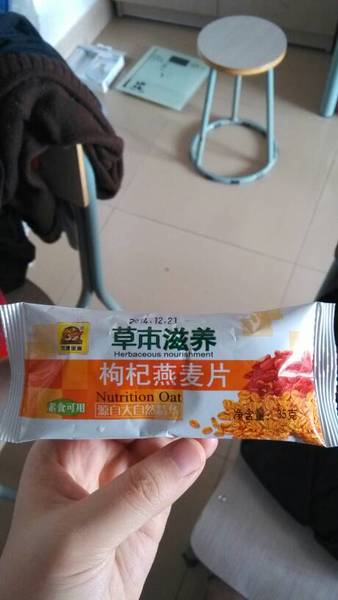 2014.12.21
草本滋养
Herbaceous nourishment
枸杞燕麦片
Nutrition Oat
素食可用
源自大自然精华
净含量: 35克